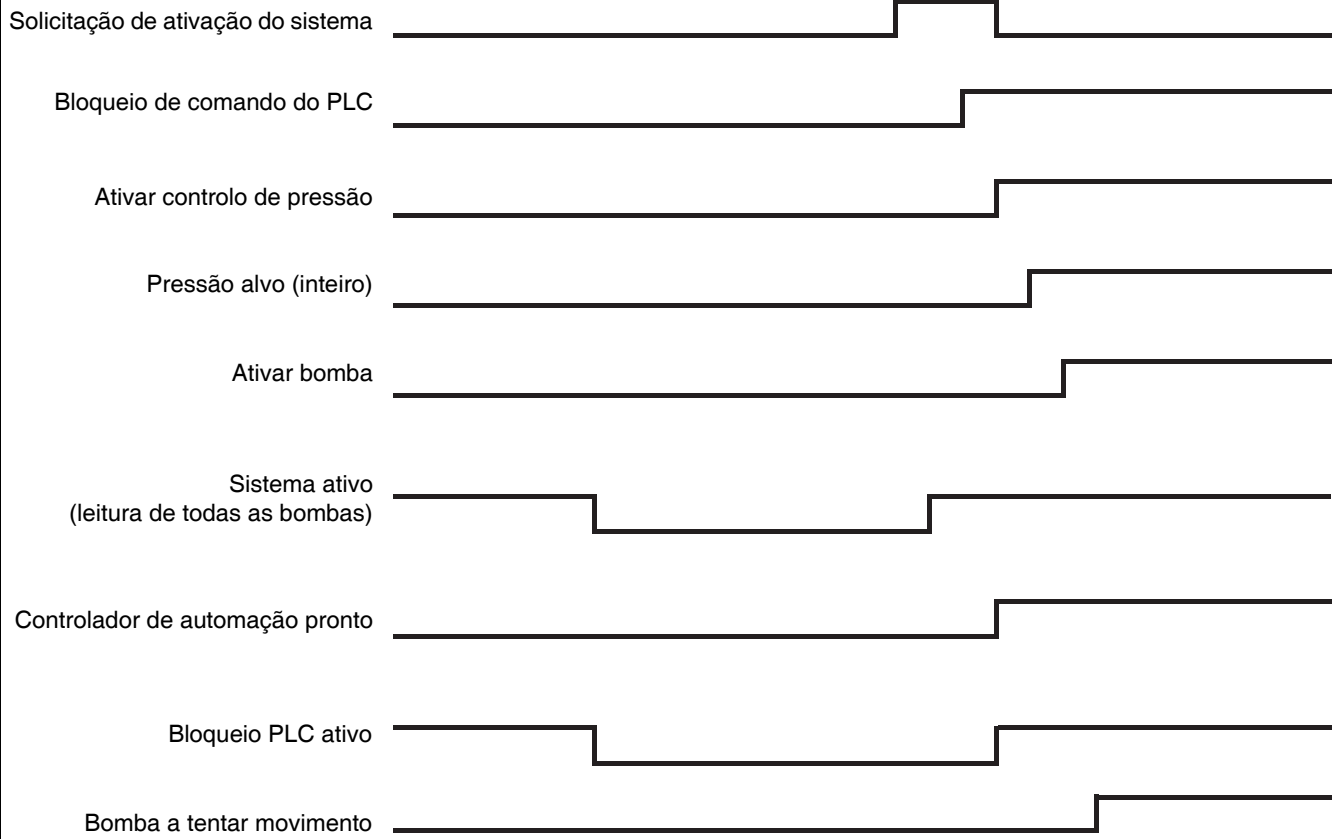 Solicitação de ativação do sistema
Bloqueio de comando do PLC
Ativar controlo de pressão
Pressão alvo (inteiro)
Ativar bomba
Sistema ativo
(leitura de todas as bombas)
Controlador de automação pronto
Bloqueio PLC ativo
Bomba a tentar movimento